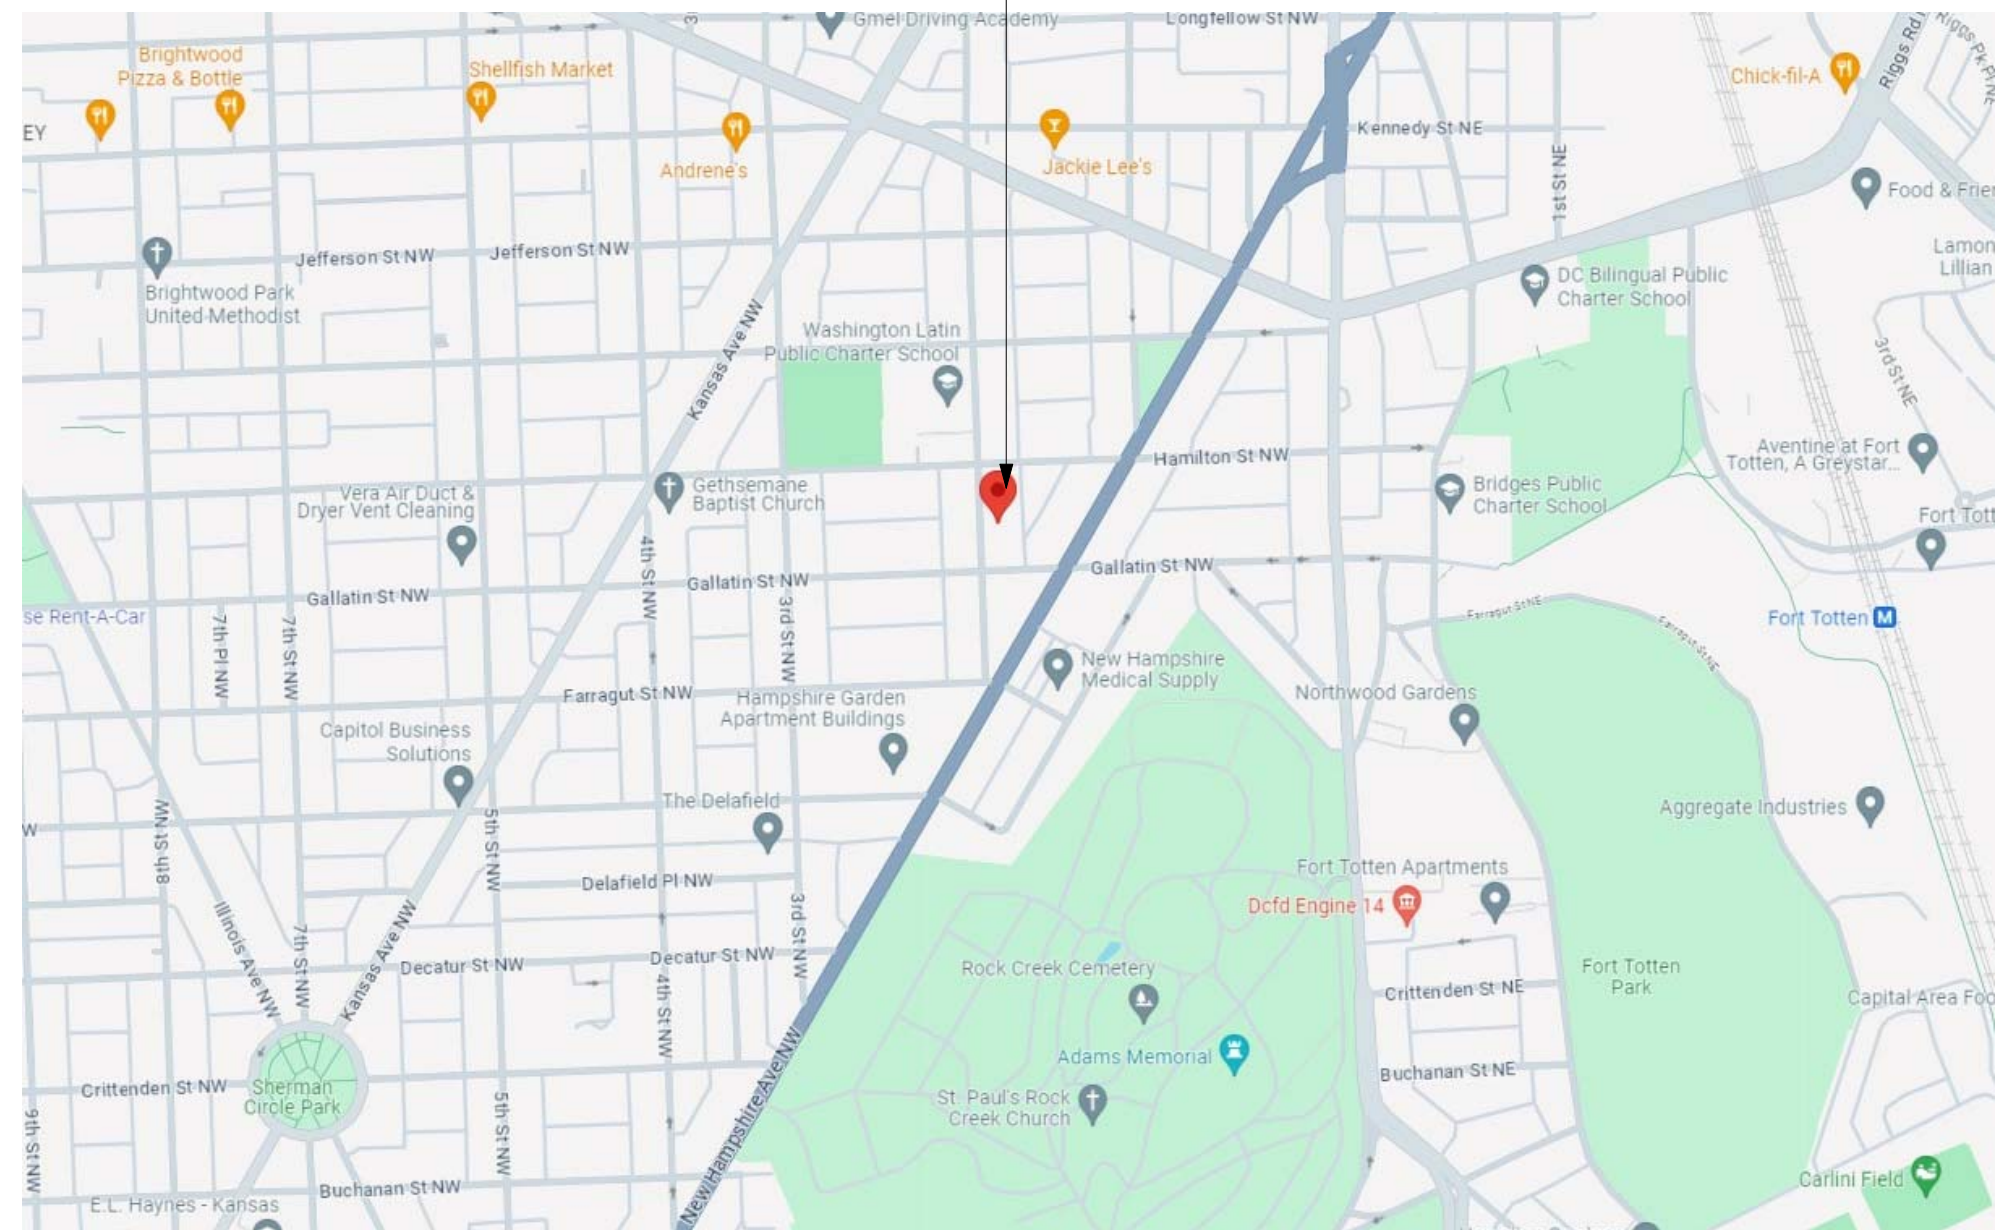 Gmel Driving Academy
Longfellow St NW
Brightwood
Pizza & Bottle
Shellfish Market
Chick-fil-A
Riggs Rd
EY
Kennedy St NE
Andrene's
Jackie Lee's
1st St NE
Food & Frien
Jefferson St NW
Jefferson St NW
Lamon
Lillian
DC Bilingual Public
Charter School
Brightwood Park
United Methodist
Kansas Ave NW
Washington Latin
Public Charter School
3rd St NE
Hamilton St NW
Aventine at Fort
Totten, A Greystar...
Vera Air Duct &
Dryer Vent Cleaning
Gethsemane
Baptist Church
Bridges Public
Charter School
Fort Tott
4th St NW
Gallatin St NW
Gallatin St NW
Gallatin St NW
3rd St NW
se Rent-A-Car
7th Pl NW
7th St NW
Farragut St NE
Farragut St NE
Fort Totten M
New Hampshire
Medical Supply
Farragut St NW
Hampshire Garden
Apartment Buildings
Northwood Gardens
Capitol Business
Solutions
The Delafield
Aggregate Industries
W
8th St NW
5th St NW
Delafield Pl NW
Fort Totten Apartments
Dcfd Engine 14
Illinois Ave NW
7th St NW
Kansas Ave NW
3rd St NW
Decatur St NW
Decatur St NW
4th St NW
Rock Creek Cemetery
Fort Totten
Park
Crittenden St NE
Capital Area Foo
Adams Memorial
Crittenden St NW
Sherman
Circle Park
Buchanan St NE
New Hampshire Ave NW
St. Paul's Rock
Creek Church
9th St NW
5th St NW
Buchanan St NW
E.L. Haynes - Kansas
Carlini Field